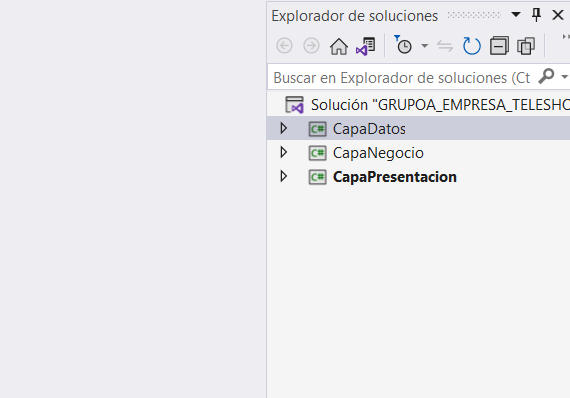 Explorador de soluciones
Buscar en Explorador de soluciones (Ct
Solución "GRUPOA_EMPRESA_TELESHO
C# CapaDatos
C# CapaNegocio
C# CapaPresentacion